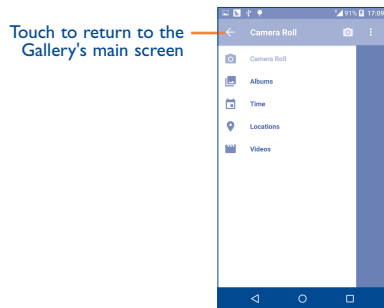 Touch to return to the
Gallery's main screen
91% 17:09
Camera Roll
Camera Roll
Albums
Time
Locations
Videos